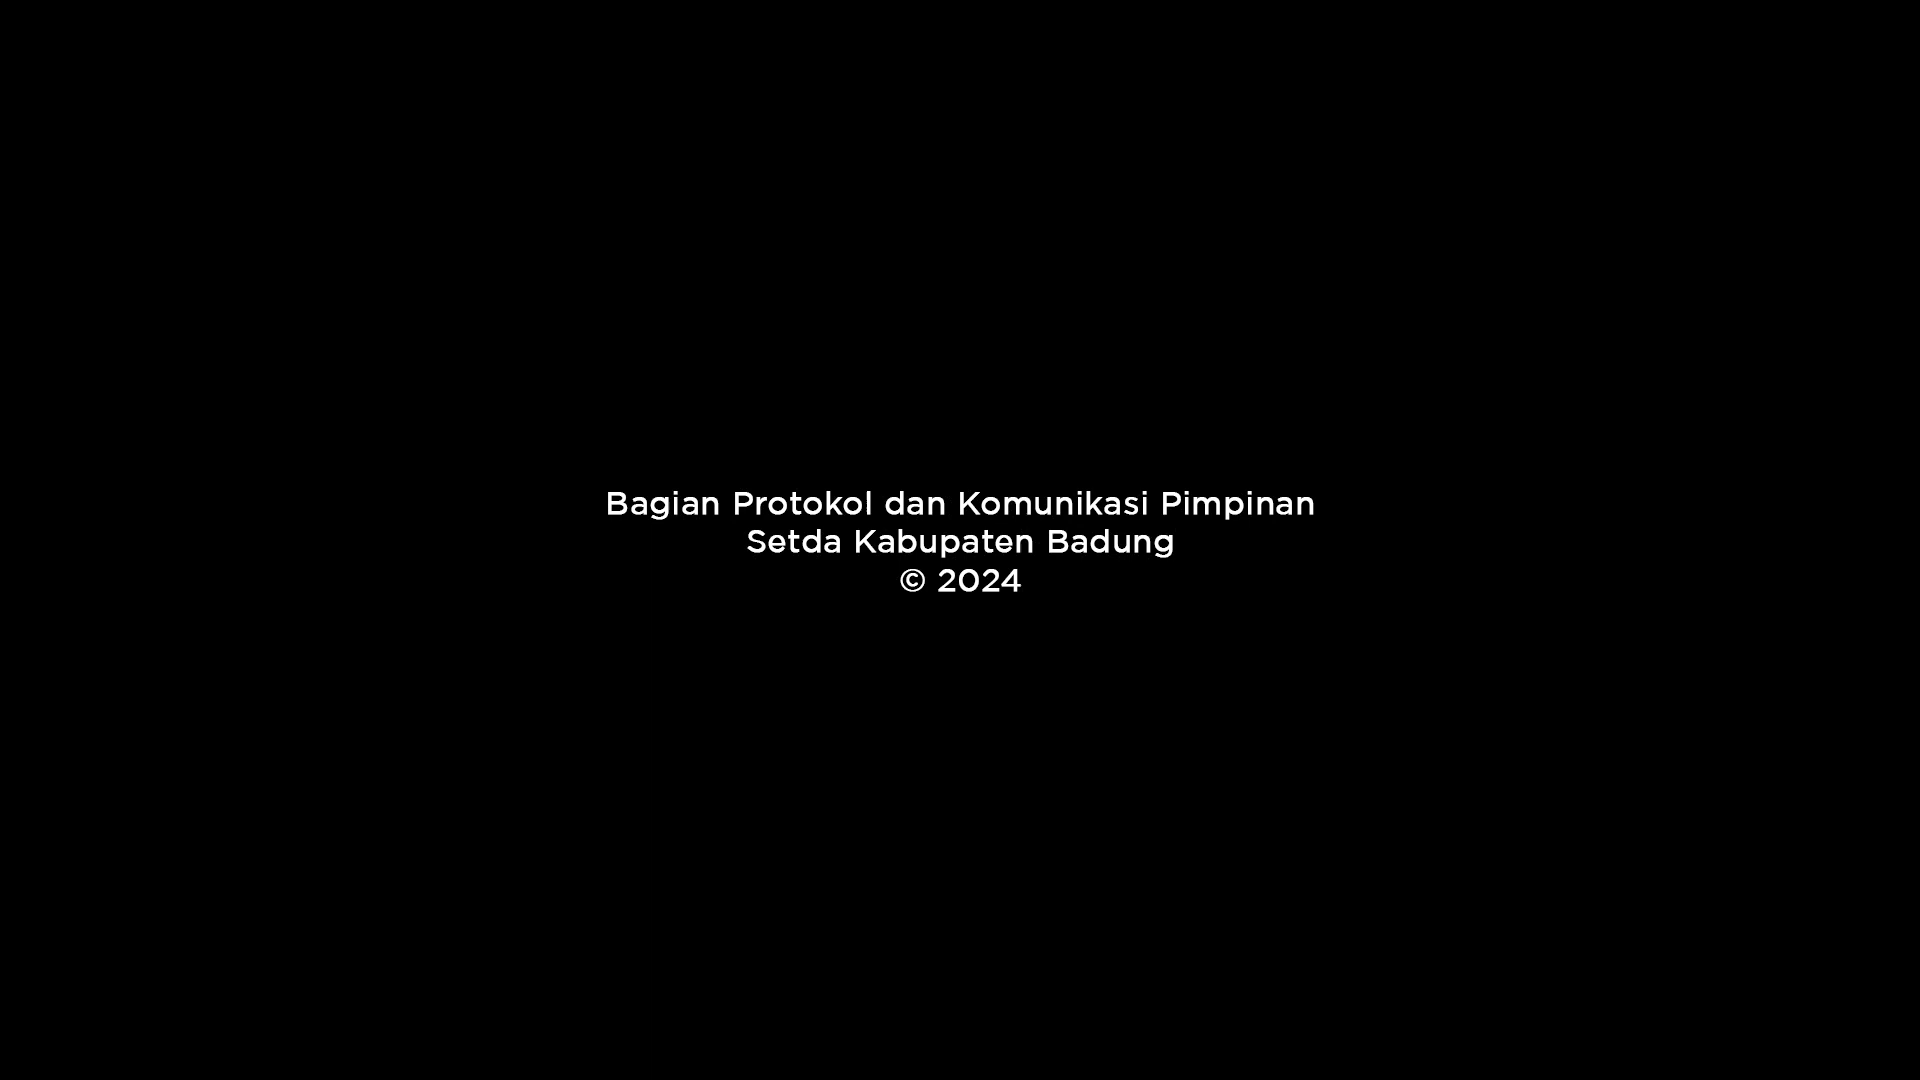 Bagian Protokol dan Komunikasi Pimpinan
Setda Kabupaten Badung
© 2024